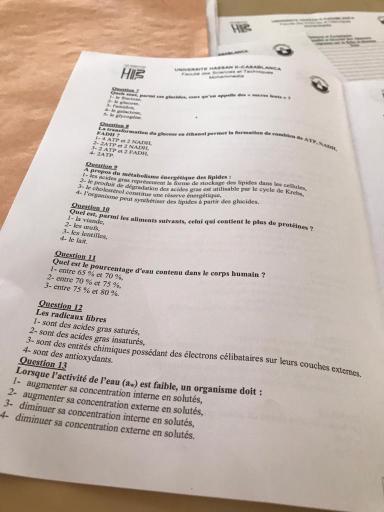 UNIVERSITE HASSAN II-CASABLANCA
Faculté des Sciences et Techniques
Mohammedia
UNIVERSITE HASSAN II-CASABLANCA
Faculté des Sciences et Techniques
Mohammedia
Question 7
Quels sont, parmi ces glucides, ceux qu'on appelle des « sucres lents » ?
1- le fructose,
2- le glucose,
3- l'amidon,
4- le galactose,
5- le glycogène.
Question 8
La transformation du glucose en éthanol permet la formation de combien de ATP, NADH,
FADH ?
1- 4 ATP et 2 NADH,
2- 2ATP et 2 NADH,
3- 2 ATP et 2 FADH,
4- 2ATP.
Question 9
A propos du métabolisme énergétique des lipides :
1- les acides gras représentent la forme de stockage des lipides dans les cellules,
2- le produit de dégradation des acides gras est utilisable par le cycle de Krebs,
3- le cholestérol constitue une réserve énergétique,
4- l'organisme peut synthétiser des lipides à partir des glucides.
Question 10
Quel est, parmi les aliments suivants, celui qui contient le plus de protéines ?
1- la viande,
2- les œufs,
3- les lentilles,
4- le lait.
Question 11
Quel est le pourcentage d'eau contenu dans le corps humain ?
1- entre 65 % et 70 %,
2- entre 70 % et 75 %,
3- entre 75 % et 80 %.
Question 12
Les radicaux libres
1- sont des acides gras saturés,
2- sont des acides gras insaturés,
3- sont des entités chimiques possédant des électrons célibataires sur leurs couches externes,
4- sont des antioxydants.
Question 13
Lorsque l'activité de l'eau (aw) est faible, un organisme doit :
1- augmenter sa concentration interne en solutés,
2- augmenter sa concentration externe en solutés,
3- diminuer sa concentration interne en solutés,
4- diminuer sa concentration externe en solutés.